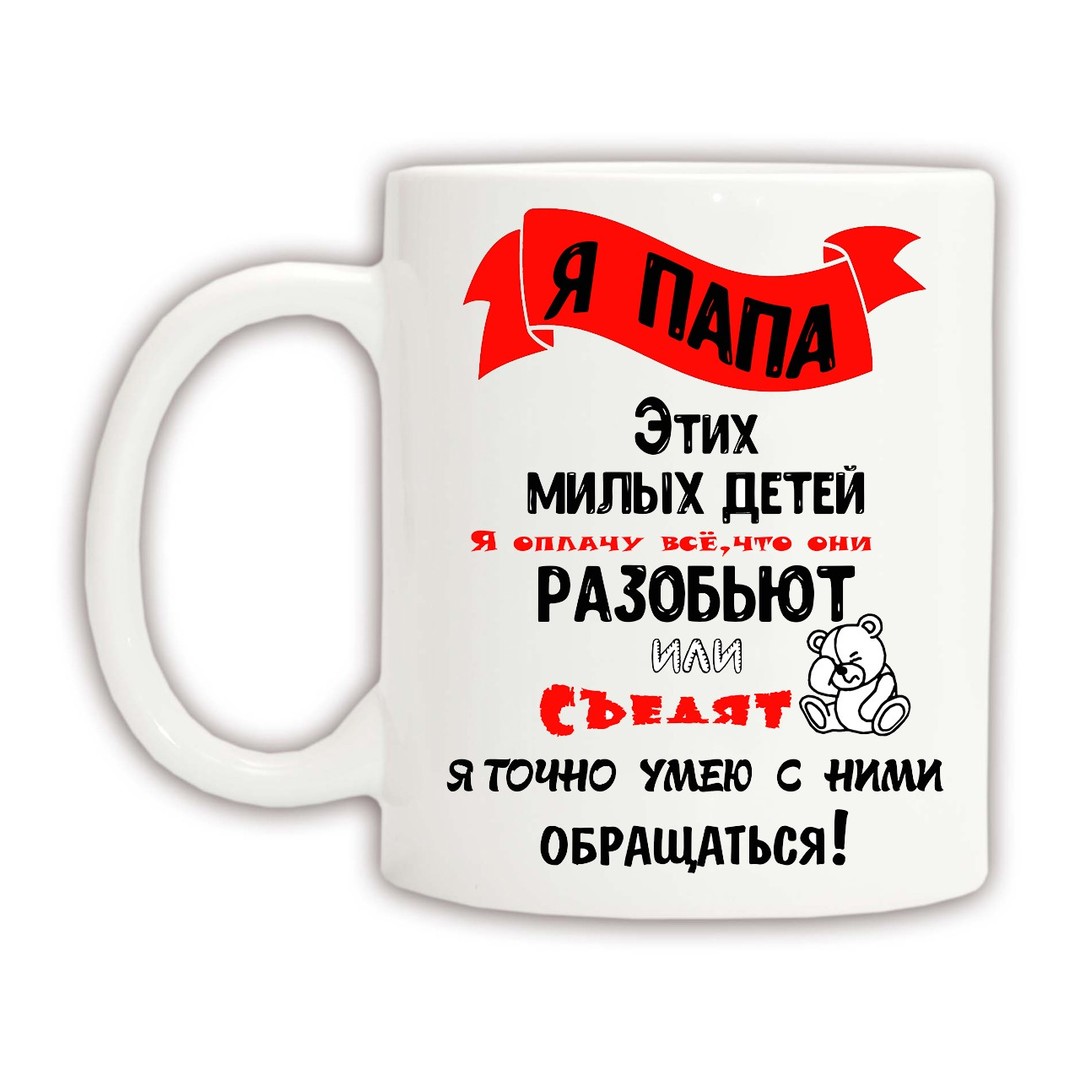 Я ПАПА
Этих
милых детей
Я оплачу всё, что они
РАЗОБЬЮТ
или
Съедят
я точно умею с ними
обращаться!